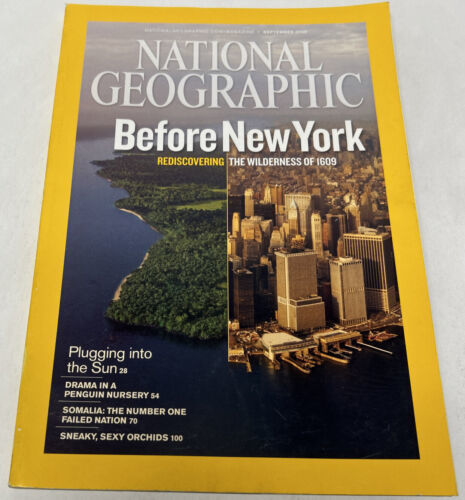 NATIONALGEOGRAPHIC.COM/MAGAZINE | SEPTEMBER 2009
NATIONAL
GEOGRAPHIC
Before New York
REDISCOVERING THE WILDERNESS OF 1609
Plugging into
the Sun 28
DRAMA IN A
PENGUIN NURSERY 54
SOMALIA: THE NUMBER ONE
FAILED NATION 70
SNEAKY, SEXY ORCHIDS 100